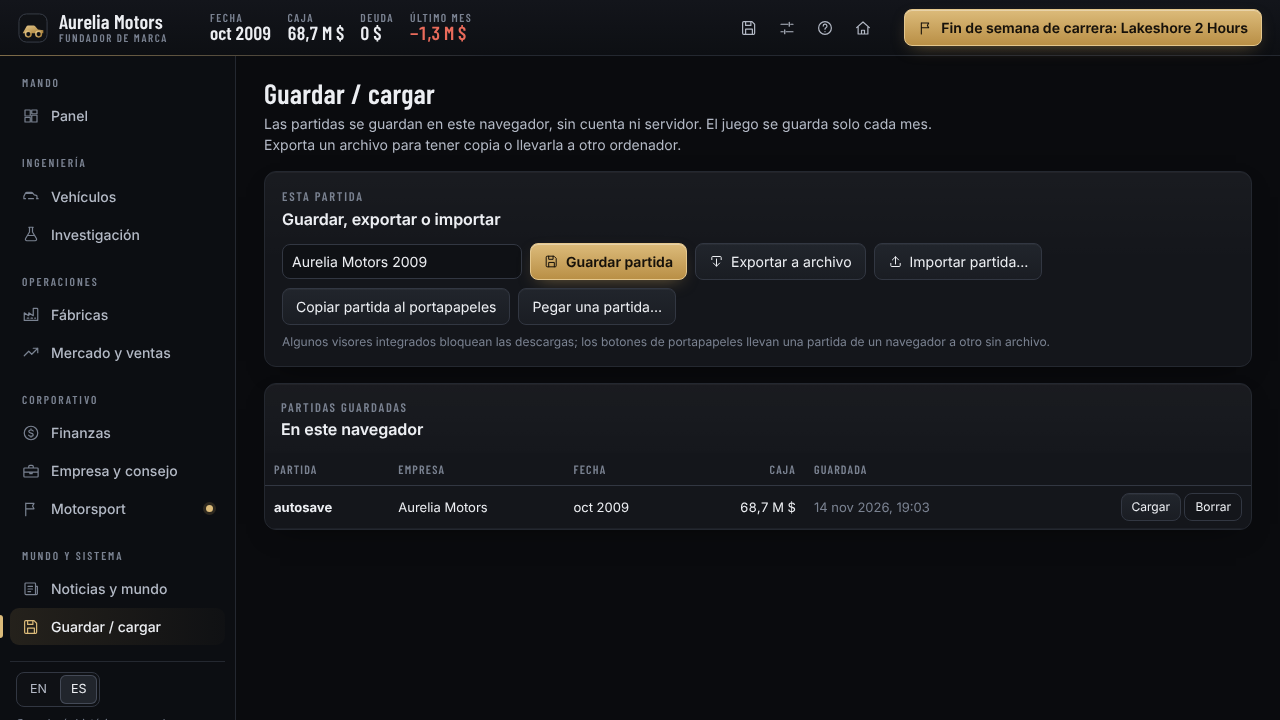 Aurelia Motors
FUNDADOR DE MARCA
FECHA
oct 2009
CAJA
68,7 M $
DEUDA
0 $
ÚLTIMO MES
−1,3 M $
Fin de semana de carrera: Lakeshore 2 Hours
MANDO
Panel
INGENIERÍA
Vehículos
Investigación
OPERACIONES
Fábricas
Mercado y ventas
CORPORATIVO
Finanzas
Empresa y consejo
Motorsport
MUNDO Y SISTEMA
Noticias y mundo
Guardar / cargar
EN ES
Guardar / cargar
Las partidas se guardan en este navegador, sin cuenta ni servidor. El juego se guarda solo cada mes.
Exporta un archivo para tener copia o llevarla a otro ordenador.
ESTA PARTIDA
Guardar, exportar o importar
Aurelia Motors 2009
Guardar partida
Exportar a archivo
Importar partida...
Copiar partida al portapapeles
Pegar una partida...
Algunos visores integrados bloquean las descargas; los botones de portapapeles llevan una partida de un navegador a otro sin archivo.
PARTIDAS GUARDADAS
En este navegador
PARTIDA EMPRESA FECHA CAJA GUARDADA
autosave Aurelia Motors oct 2009 68,7 M $ 14 nov 2026, 19:03 Cargar Borrar